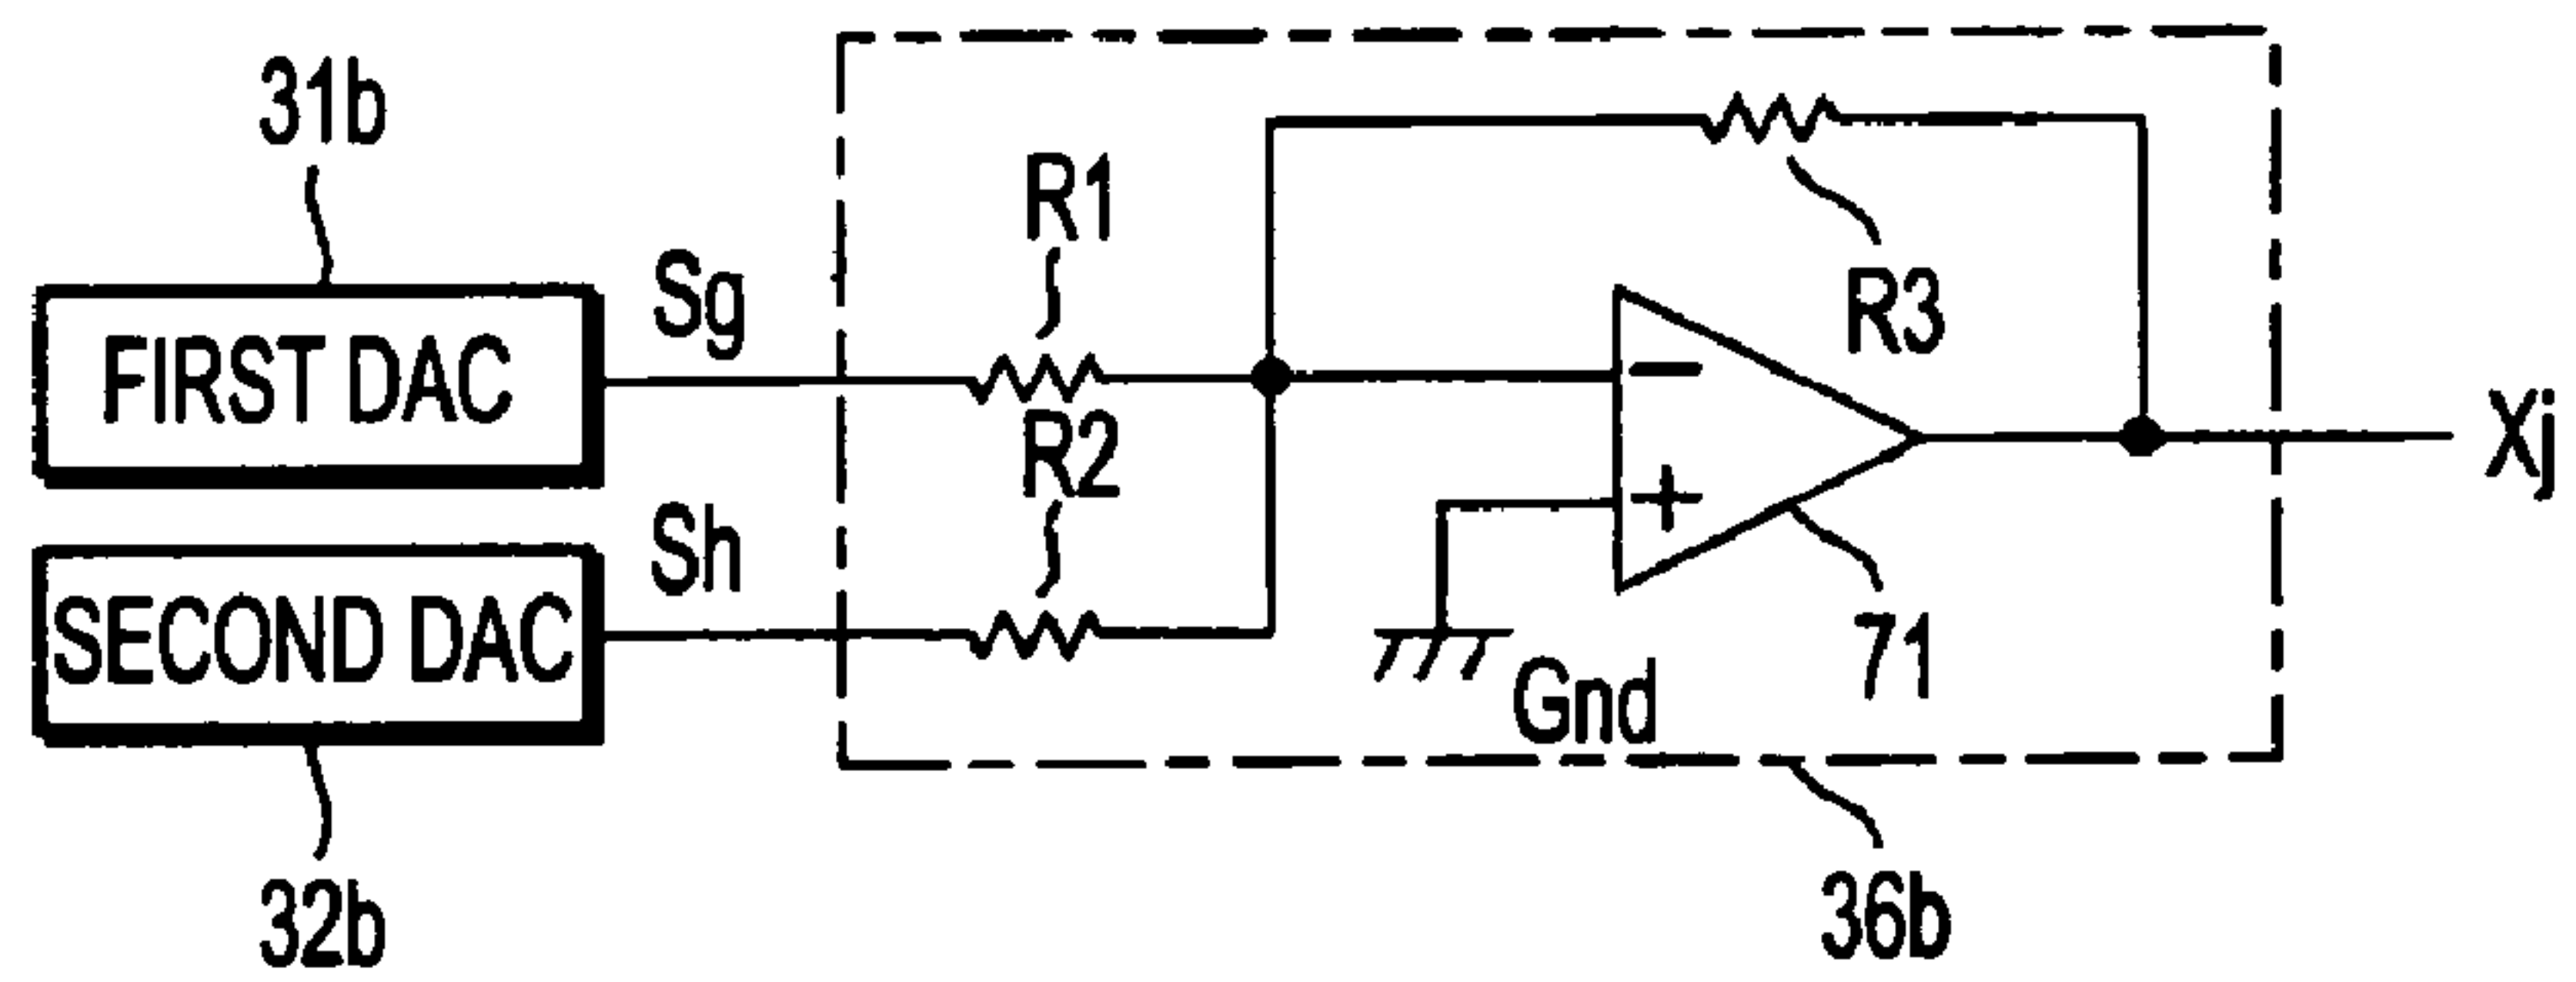 31b
R1
Sg
R3
FIRST DAC
−
R2
Xj
Sh
+
SECOND DAC
71
Gnd
32b
36b